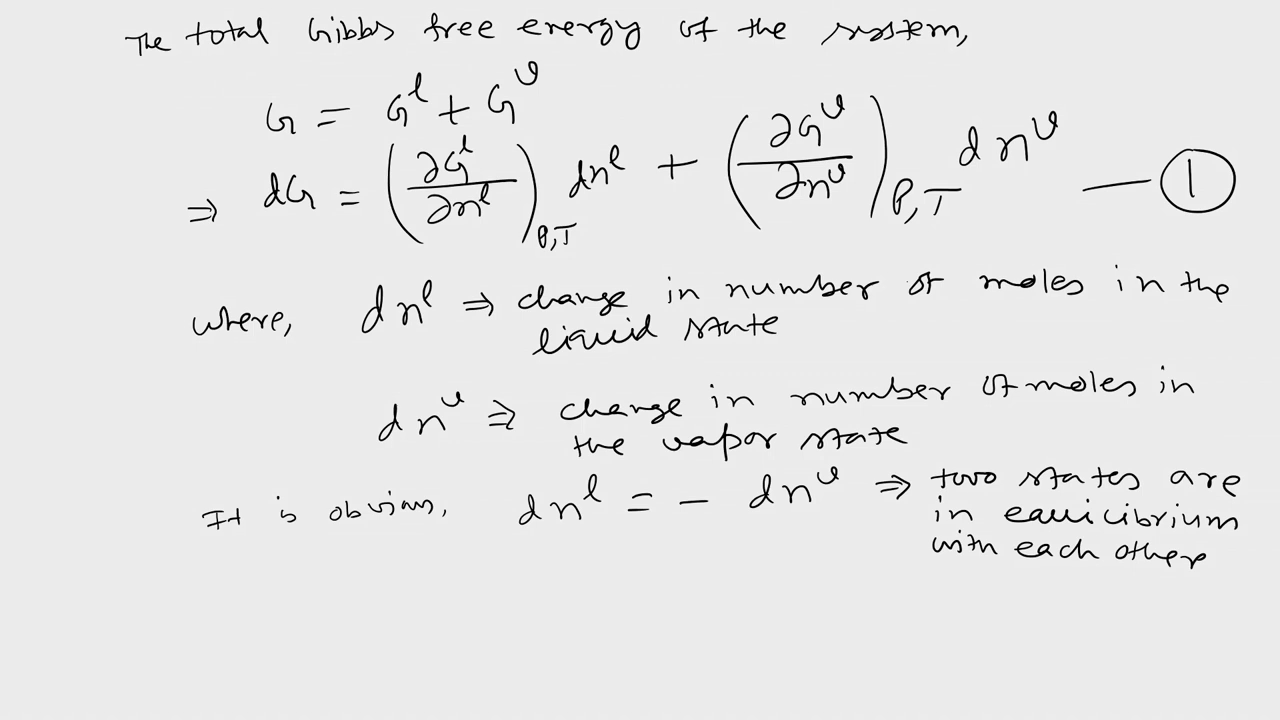 The total Gibbs free energy of the system,
G = G^l + G^v
⇒ dG = (∂G^l/∂n^l)_P,T dn^l + (∂G^v/∂n^v)_P,T dn^v — 1
where, dn^l ⇒ change in number of moles in the
liquid state
dn^v ⇒ change in number of moles in
the vapor state
It is obvious, dn^l = - dn^v ⇒ two states are
in equilibrium
with each other